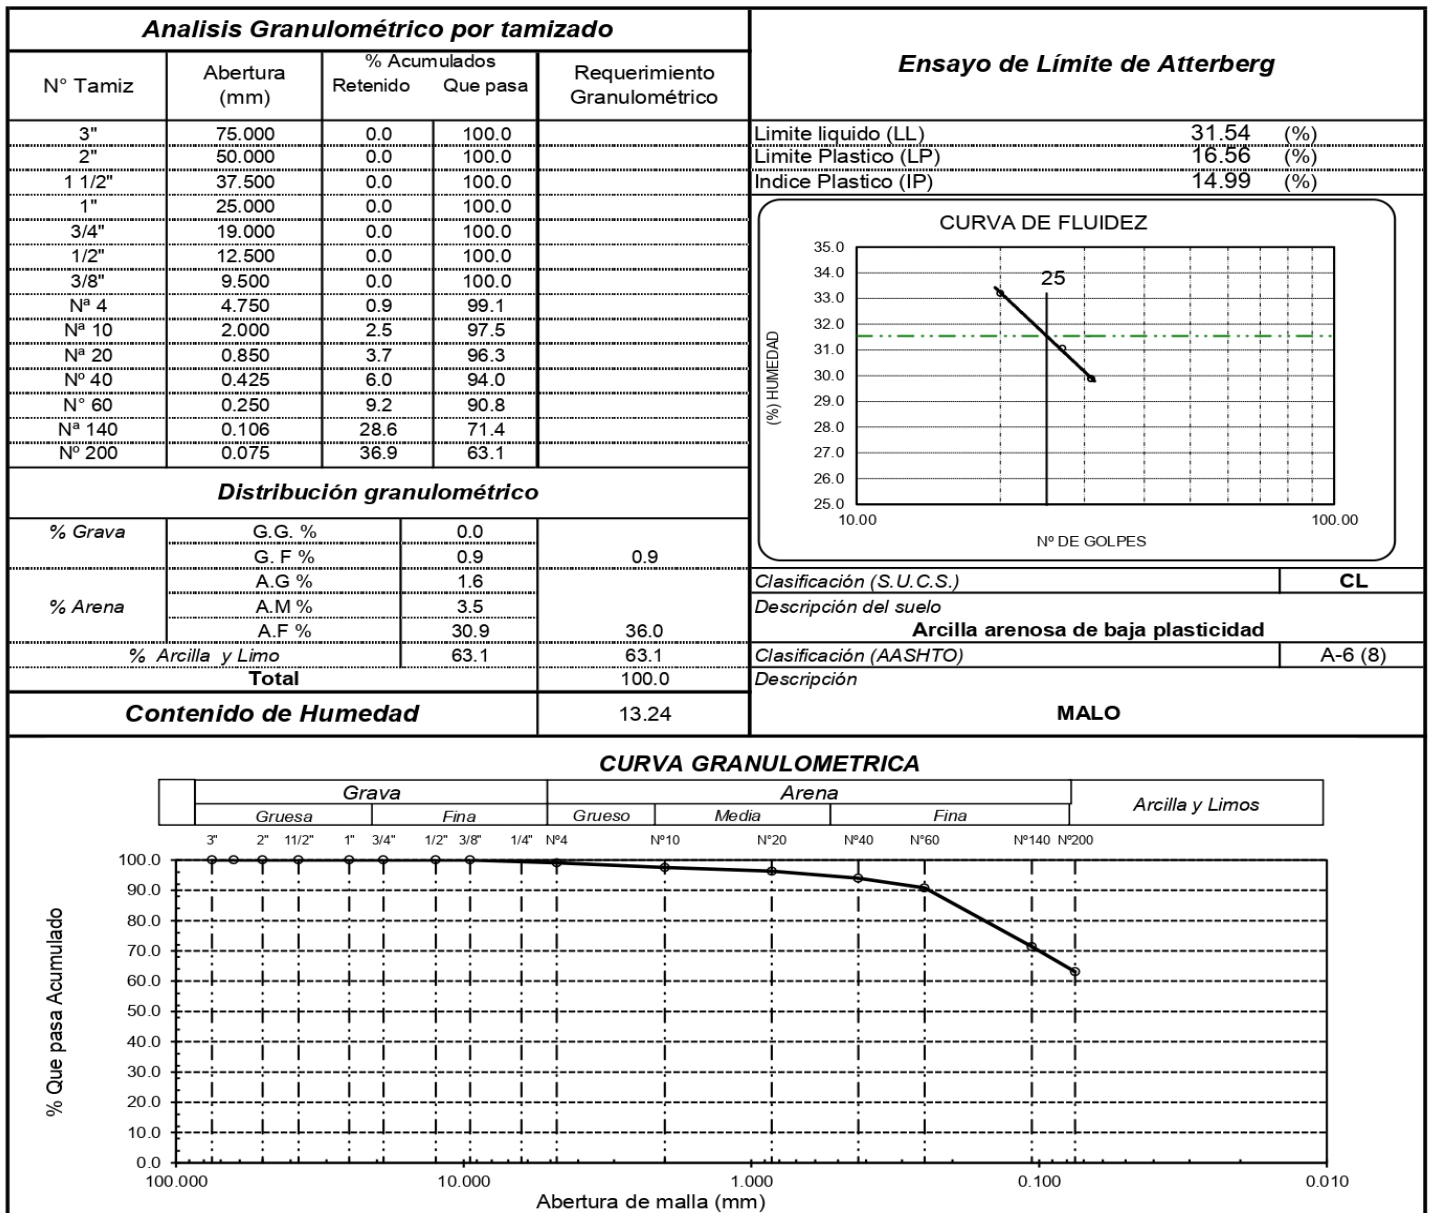 Analisis Granulométrico por tamizado
N° Tamiz Abertura (mm) % Acumulados Retenido Que pasa Requerimiento Granulométrico
3" 75.000 0.0 100.0
2" 50.000 0.0 100.0
1 1/2" 37.500 0.0 100.0
1" 25.000 0.0 100.0
3/4" 19.000 0.0 100.0
1/2" 12.500 0.0 100.0
3/8" 9.500 0.0 100.0
Nª 4 4.750 0.9 99.1
Nª 10 2.000 2.5 97.5
Nª 20 0.850 3.7 96.3
Nº 40 0.425 6.0 94.0
N° 60 0.250 9.2 90.8
Nª 140 0.106 28.6 71.4
Nº 200 0.075 36.9 63.1
Distribución granulométrico
% Grava G.G. % 0.0
G. F % 0.9 0.9
A.G % 1.6
% Arena A.M % 3.5
A.F % 30.9 36.0
% Arcilla y Limo 63.1 63.1
Total 100.0
Contenido de Humedad 13.24
Ensayo de Límite de Atterberg
Limite liquido (LL) 31.54 (%)
Limite Plastico (LP) 16.56 (%)
Indice Plastico (IP) 14.99 (%)
CURVA DE FLUIDEZ
35.0
34.0
25
33.0
32.0
31.0
30.0
29.0
28.0
27.0
26.0
25.0
(%) HUMEDAD
10.00 100.00
Nº DE GOLPES
Clasificación (S.U.C.S.) CL
Descripción del suelo
Arcilla arenosa de baja plasticidad
Clasificación (AASHTO) A-6 (8)
Descripción
MALO
CURVA GRANULOMETRICA
Grava Arena Arcilla y Limos
Gruesa Fina Grueso Media Fina
3" 2" 11/2" 1" 3/4" 1/2" 3/8" 1/4" Nº4 Nº10 N°20 N°40 N°60 Nº140 Nº200
100.0
90.0
80.0
70.0
60.0
50.0
40.0
30.0
20.0
10.0
0.0
% Que pasa Acumulado
100.000 10.000 1.000 0.100 0.010
Abertura de malla (mm)